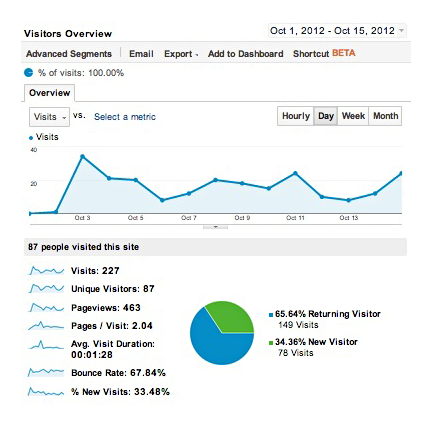 Visitors Overview
Oct 1, 2012 - Oct 15, 2012
Advanced Segments
Email
Export
Add to Dashboard
Shortcut BETA
% of visits: 100.00%
Overview
Visits
vs.
Select a metric
Hourly
Day
Week
Month
Visits
40
20
Oct 3
Oct 5
Oct 7
Oct 9
Oct 11
Oct 13
87 people visited this site
Visits: 227
Unique Visitors: 87
Pageviews: 463
Pages / Visit: 2.04
Avg. Visit Duration:
00:01:28
Bounce Rate: 67.84%
% New Visits: 33.48%
65.64% Returning Visitor
149 Visits
34.36% New Visitor
78 Visits